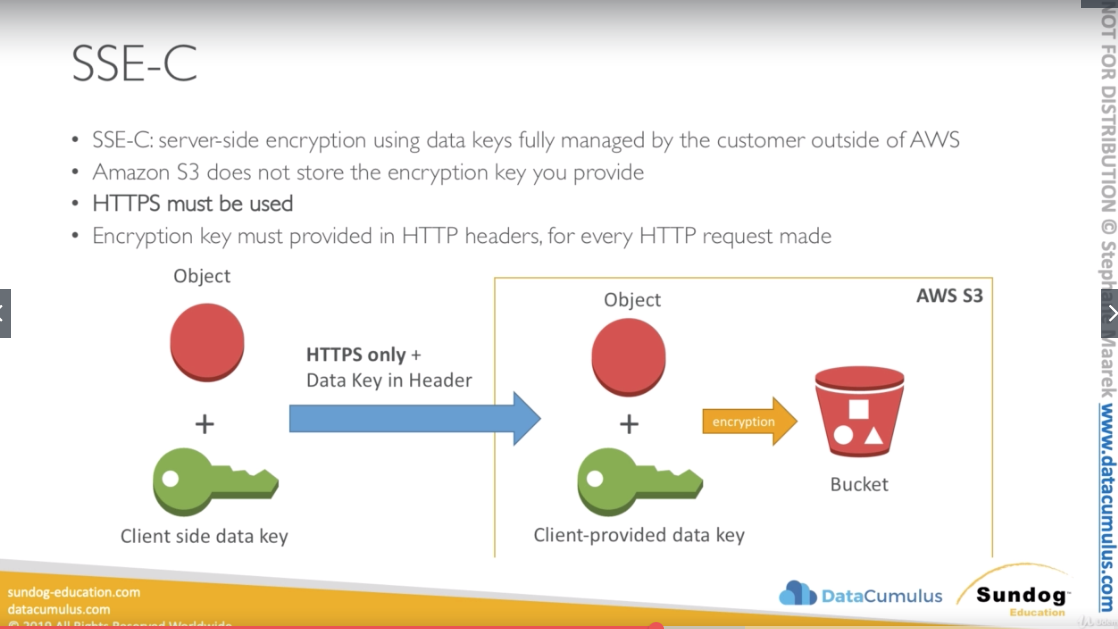 SSE-C
• SSE-C: server-side encryption using data keys fully managed by the customer outside of AWS
• Amazon S3 does not store the encryption key you provide
• HTTPS must be used
• Encryption key must provided in HTTP headers, for every HTTP request made
Object
HTTPS only +
Data Key in Header
+
Client side data key
AWS S3
Object
+
Client-provided data key
encryption
Bucket
sundog-education.com
datacumulus.com
© 2019 All Rights Reserved Worldwide
DataCumulus
Sundog
Education
NOT FOR DISTRIBUTION © Stephane Maarek www.datacumulus.com